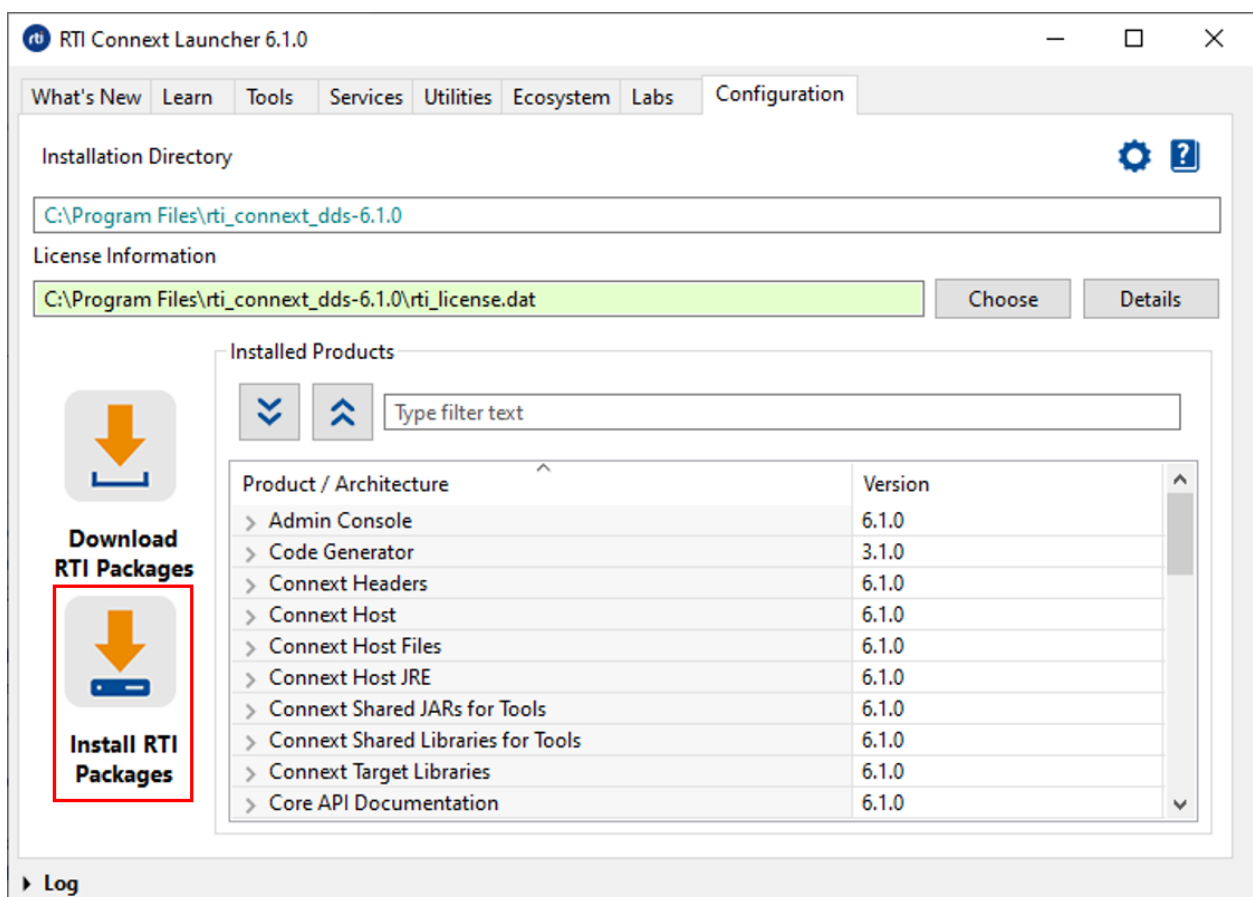 rti RTI Connext Launcher 6.1.0
What's New Learn Tools Services Utilities Ecosystem Labs Configuration
Installation Directory
?
C:\Program Files\rti_connext_dds-6.1.0
License Information
C:\Program Files\rti_connext_dds-6.1.0\rti_license.dat Choose Details
Installed Products
Type filter text
Download
RTI Packages
Install RTI
Packages
Product / Architecture Version
Admin Console 6.1.0
Code Generator 3.1.0
Connext Headers 6.1.0
Connext Host 6.1.0
Connext Host Files 6.1.0
Connext Host JRE 6.1.0
Connext Shared JARs for Tools 6.1.0
Connext Shared Libraries for Tools 6.1.0
Connext Target Libraries 6.1.0
Core API Documentation 6.1.0
Log